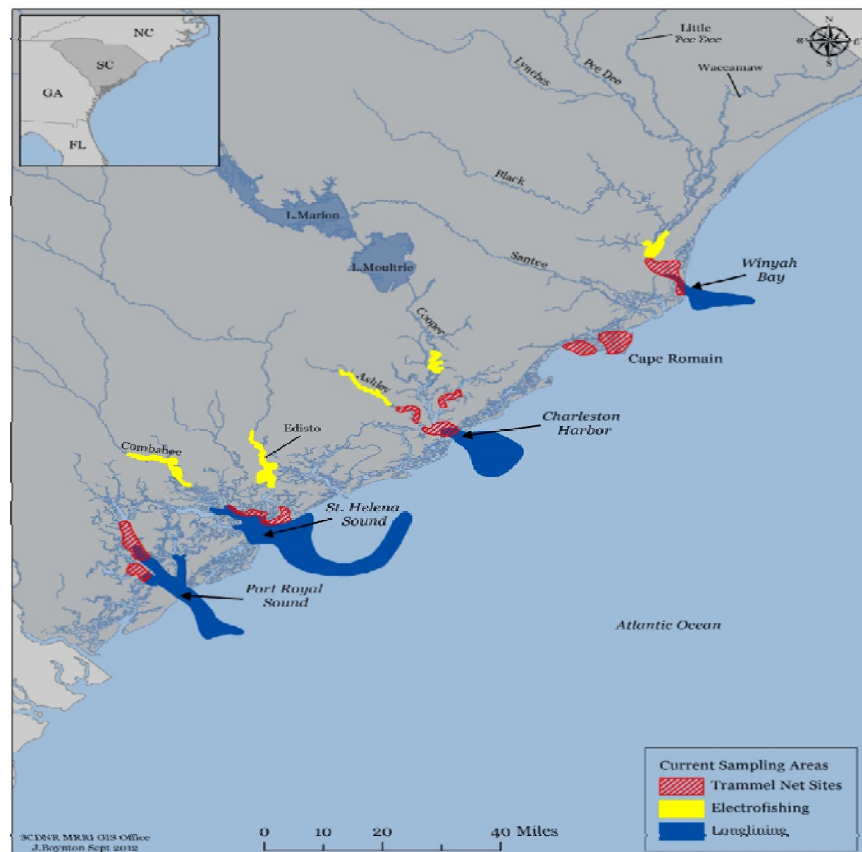 NC
SC
GA
FL
Little
Pee Dee
N
S
Lynches
Pee Dee
Waccamaw
Black
L.Marion
L.Moultrie
Santee
Winyah
Bay
Cooper
Cape Romain
Ashley
Charleston
Harbor
Edisto
Combahee
St. Helena
Sound
Port Royal
Sound
Atlantic Ocean
Current Sampling Areas
Trammel Net Sites
Electrofishing
Longlining
SCDNR MRRI GIS Office
J.Boynton Sept 2012
0 20 40 Miles